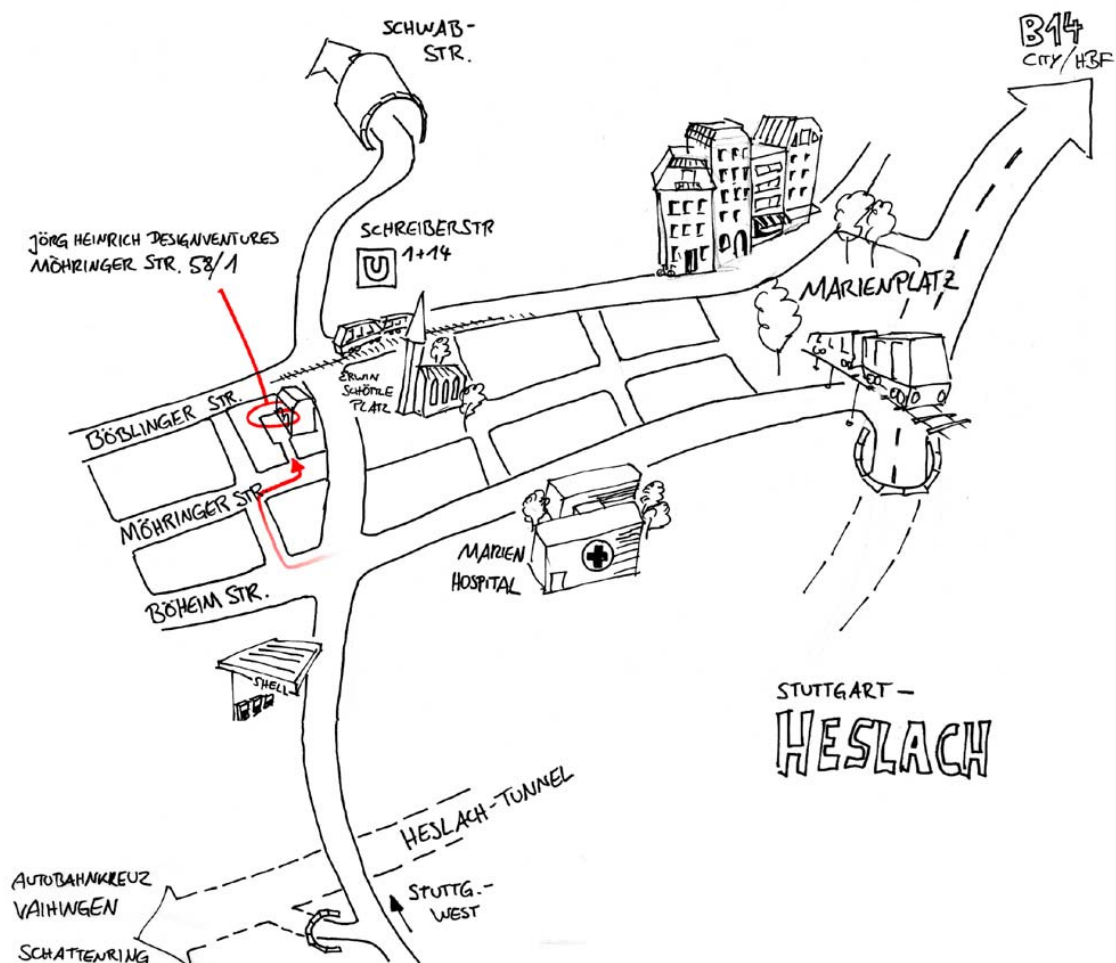 SCHWAB-
STR.
B14
CITY/HBF
JÖRG HEINRICH DESIGNVENTURES
MÖHRINGER STR. 58/1
SCHREIBERSTR
U 1+14
MARIENPLATZ
ERWIN
SCHÖTTLE
PLATZ
BÖBLINGER STR.
MÖHRINGER STR
BÖHEIM STR.
MARIEN
HOSPITAL
SHELL
STUTTGART-
HESLACH
HESLACH-TUNNEL
AUTOBAHNKREUZ
VAIHINGEN
SCHATTENRING
STUTTG.-
WEST